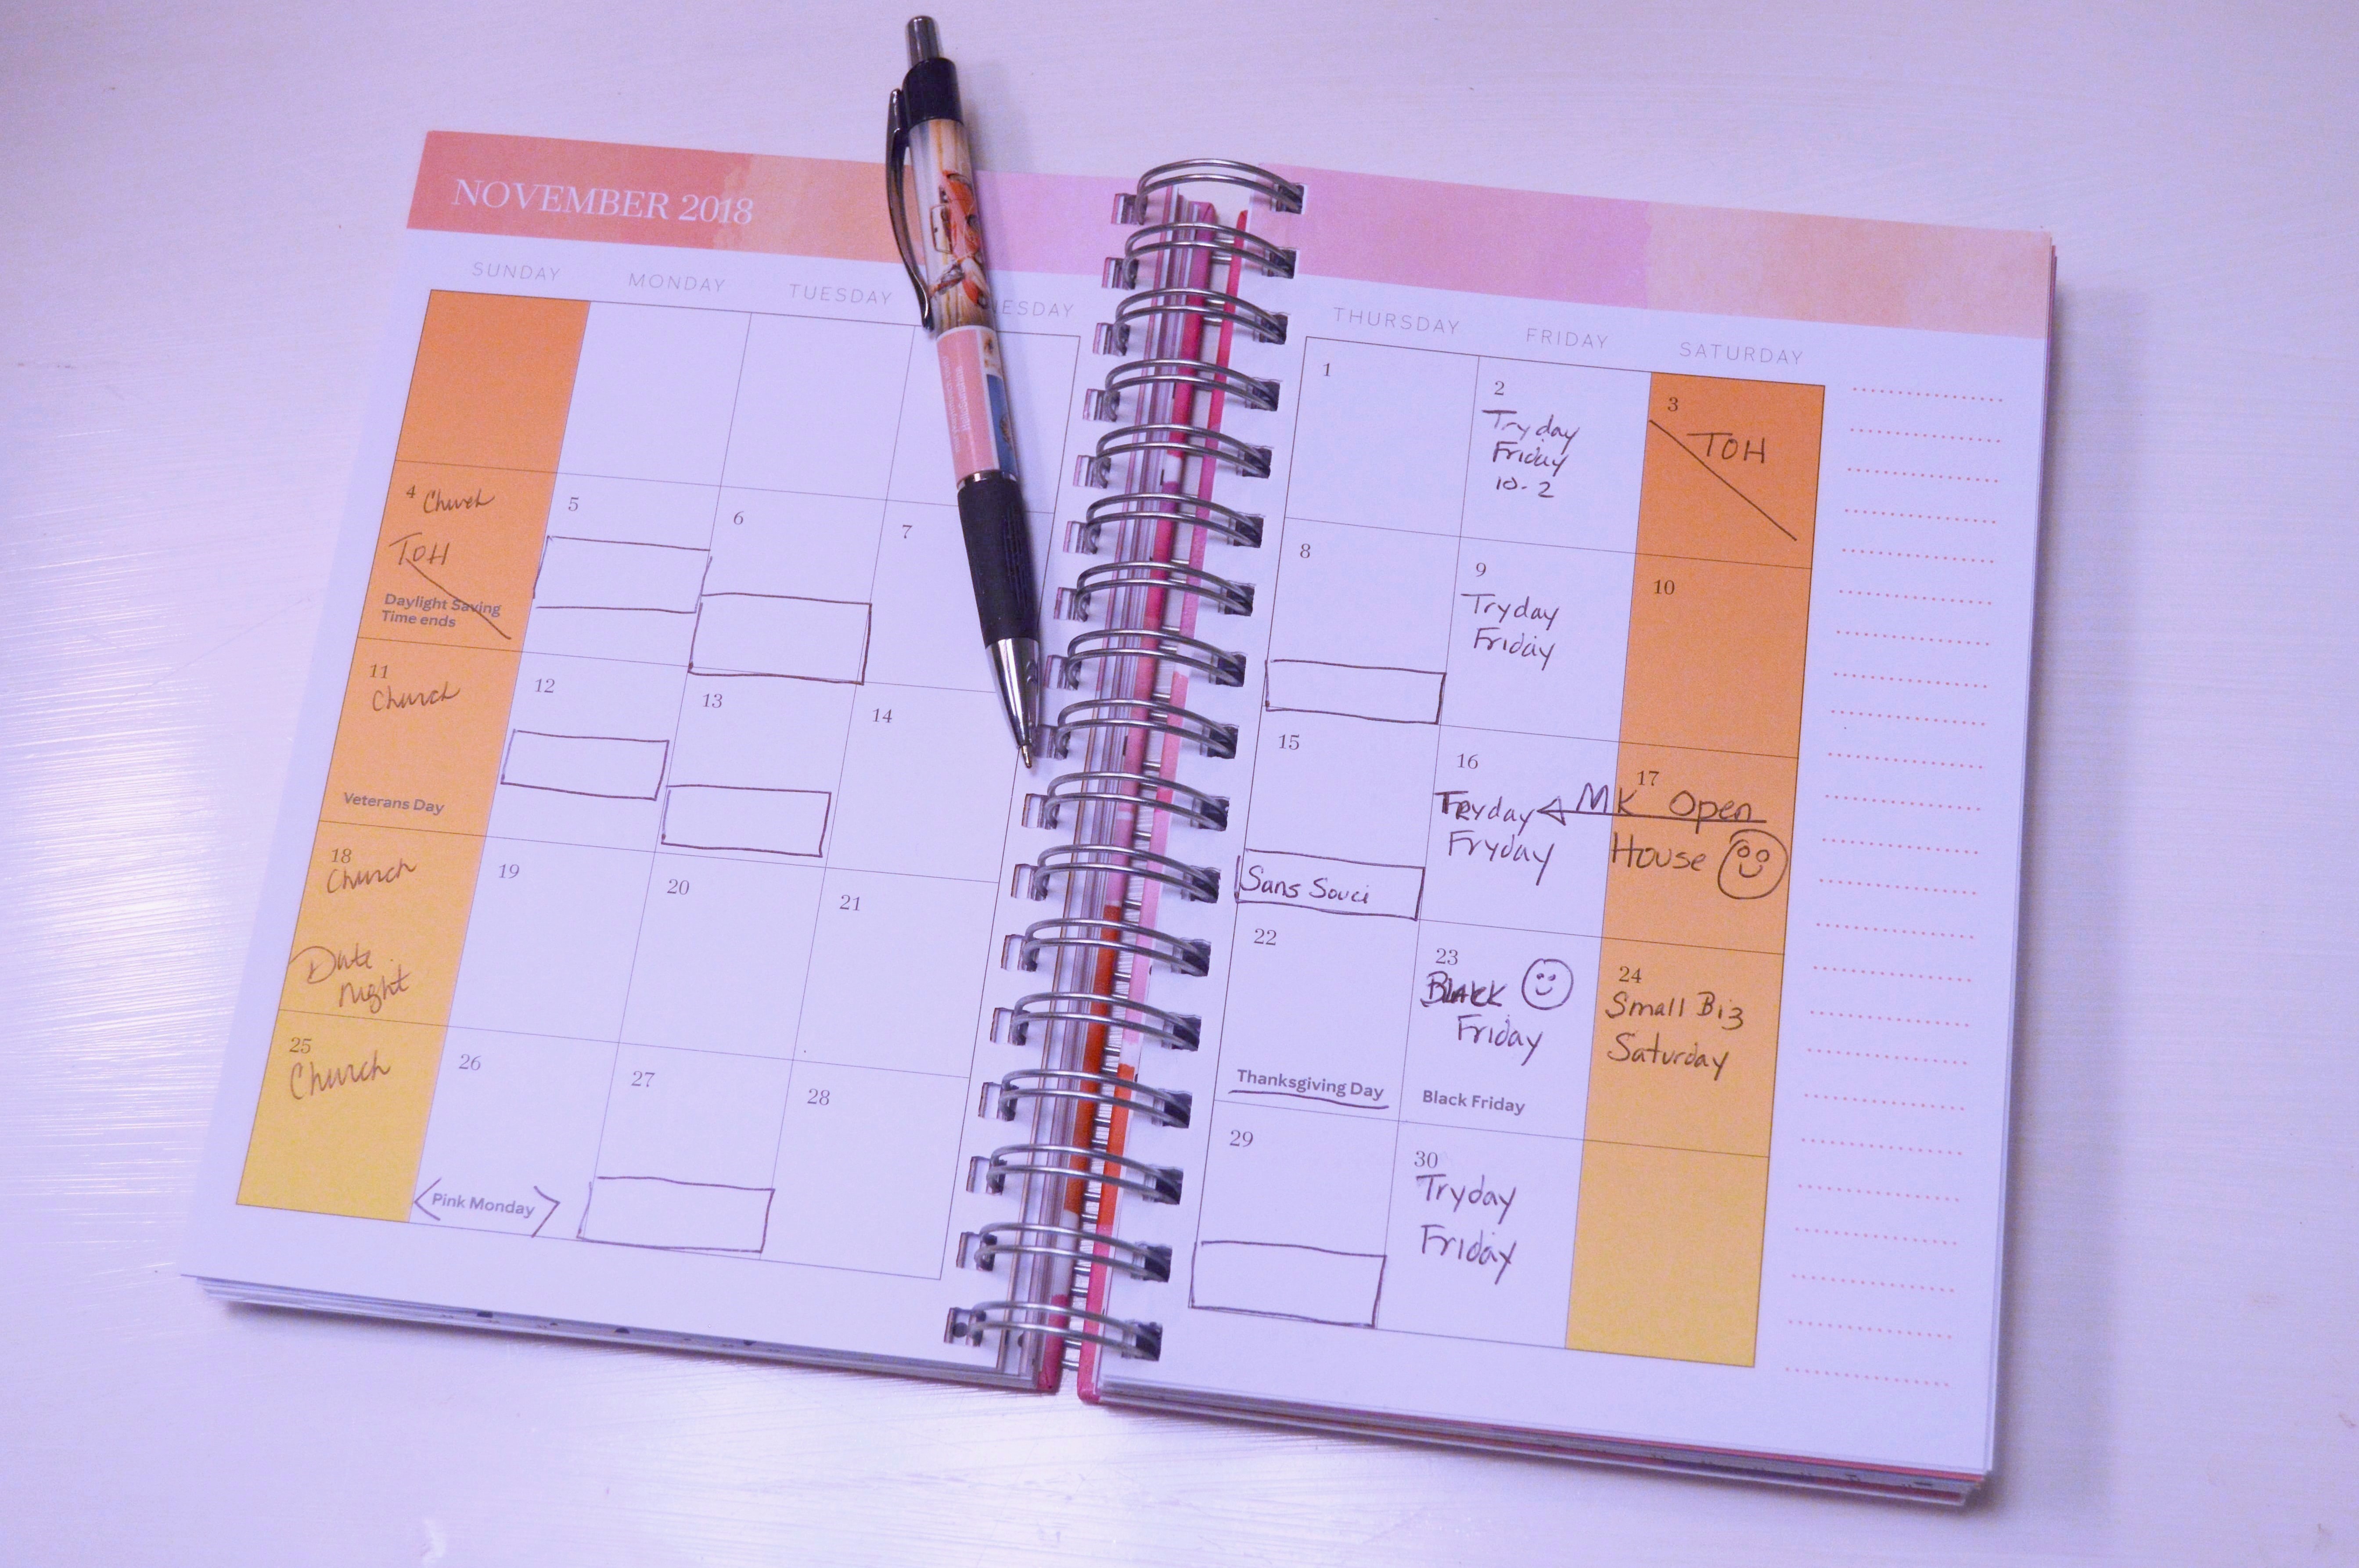 NOVEMBER 2018
SUNDAY MONDAY TUESDAY ESDAY THURSDAY FRIDAY SATURDAY
1
2
Tryday
Friday
10-2
3
TOH
4 Church
TOH
Daylight Saving
Time ends
5
6
7
8
9
Tryday
Friday
10
11
Church
Veterans Day
12
13
14
15
Sans Souci
16
Tryday
Fryday
17
MK Open
House
18
Church
Date
night
19
20
21
22
Thanksgiving Day
23
Black
Friday
Black Friday
24
Small Biz
Saturday
25
Church
26
Pink Monday
27
28
29
30
Tryday
Friday